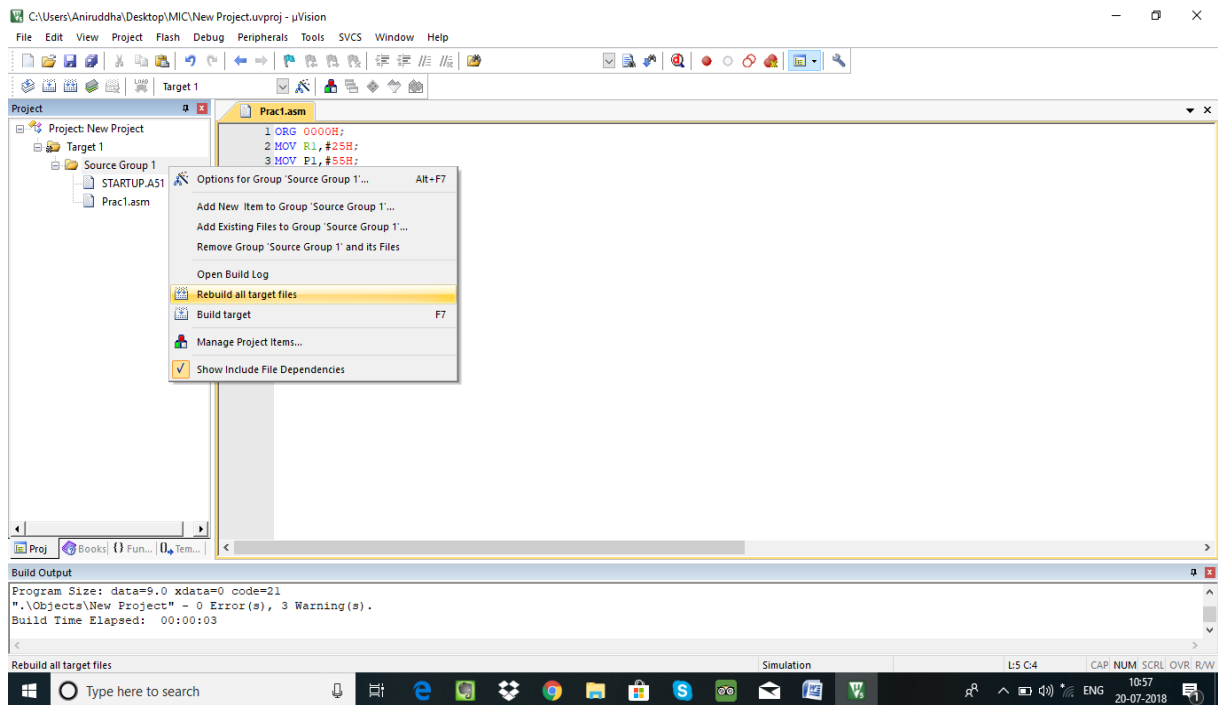 C:\Users\Aniruddha\Desktop\MIC\New Project.uvproj - µVision
File Edit View Project Flash Debug Peripherals Tools SVCS Window Help
Target 1
Project
Prac1.asm
Project: New Project
Target 1
Source Group 1
STARTUP.A51
Prac1.asm
1 ORG 0000H;
2 MOV R1,#25H;
3 MOV P1,#55H;
Options for Group 'Source Group 1'... Alt+F7
Add New Item to Group 'Source Group 1'...
Add Existing Files to Group 'Source Group 1'...
Remove Group 'Source Group 1' and its Files
Open Build Log
Rebuild all target files
Build target F7
Manage Project Items...
Show Include File Dependencies
Proj Books {} Fun... 0 Tem...
Build Output
Program Size: data=9.0 xdata=0 code=21
".\Objects\New Project" - 0 Error(s), 3 Warning(s).
Build Time Elapsed: 00:00:03
Rebuild all target files Simulation L:5 C:4 CAP NUM SCRL OVR R/W
Type here to search
ENG
10:57
20-07-2018
1